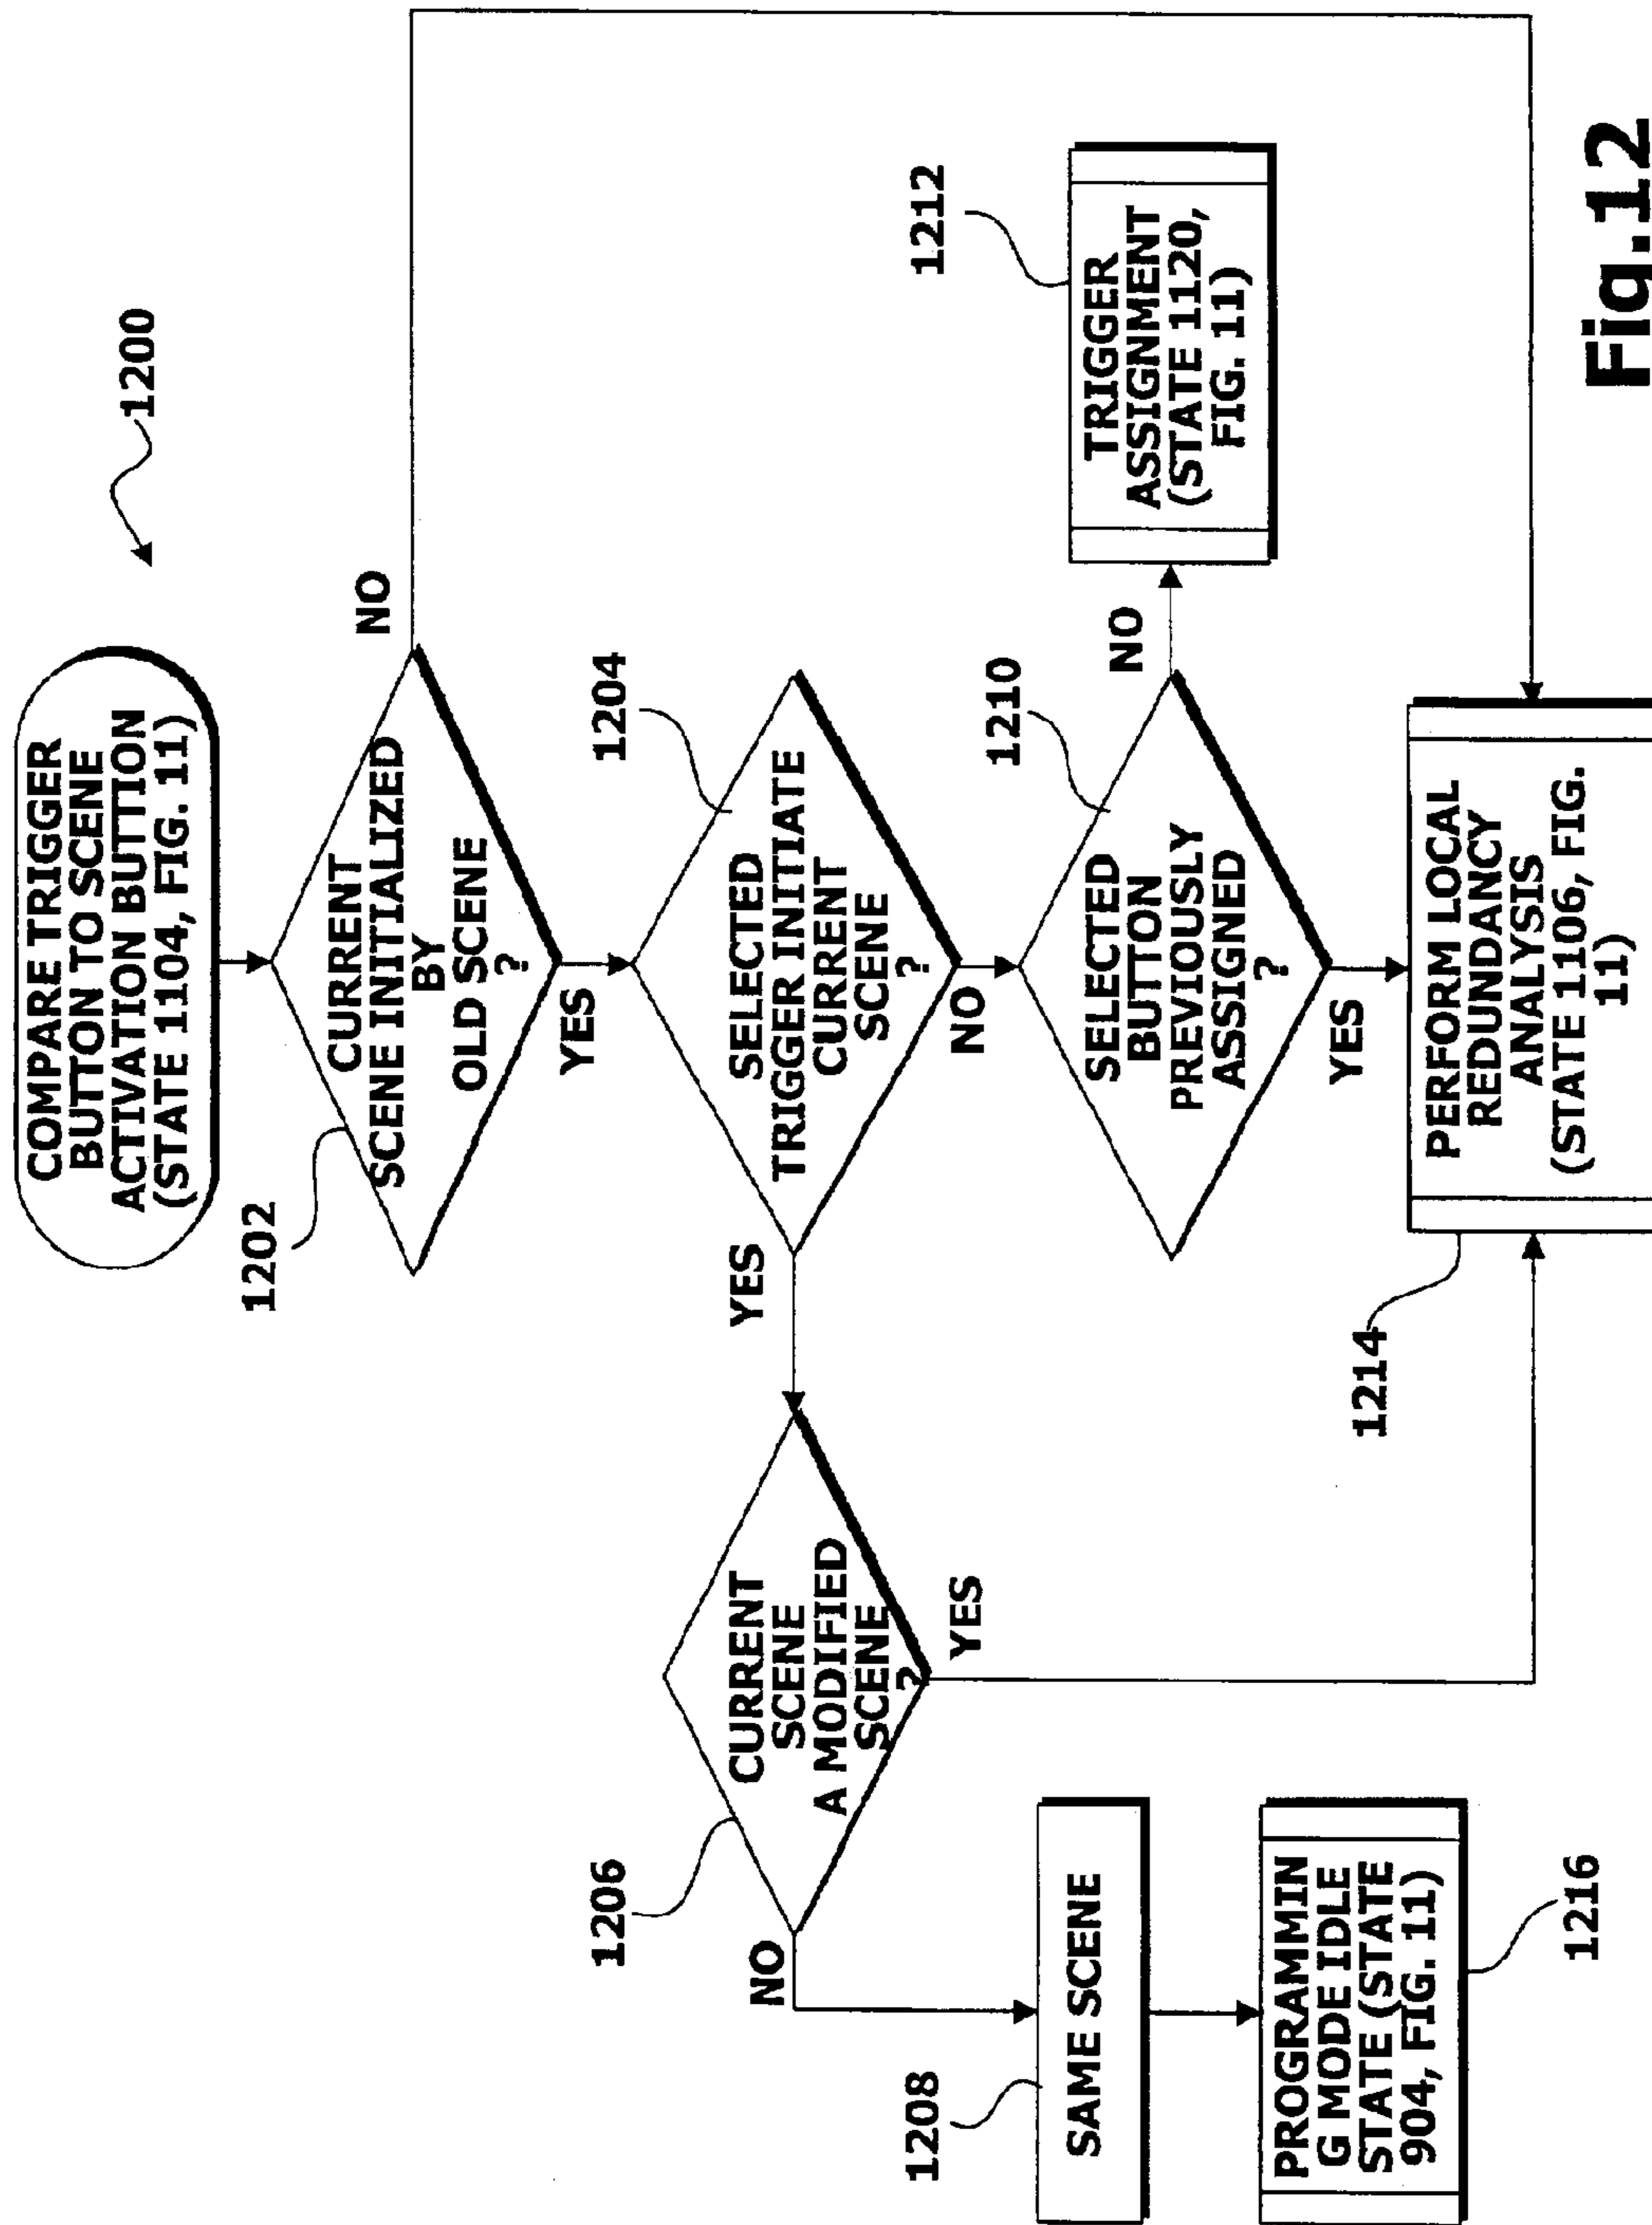 1200
COMPARE TRIGGER
BUTTON TO SCENE
ACTIVATION BUTTION
(STATE 1104, FIG. 11)
1202
CURRENT
SCENE INITIALIZED
BY
OLD SCENE
?
NO
YES
1204
SELECTED
TRIGGER INITIATE
CURRENT
SCENE
?
YES
NO
1206
CURRENT
SCENE
A MODIFIED
SCENE
?
NO
YES
1210
SELECTED
BUTTON
PREVIOUSLY
ASSIGNED
?
NO
YES
1212
TRIGGER
ASSIGNMENT
(STATE 1120,
FIG. 11)
1208
SAME SCENE
PROGRAMMIN
G MODE IDLE
STATE (STATE
904, FIG. 11)
1216
1214
PERFORM LOCAL
REDUNDANCY
ANALYSIS
(STATE 1106, FIG.
11)
Fig.12